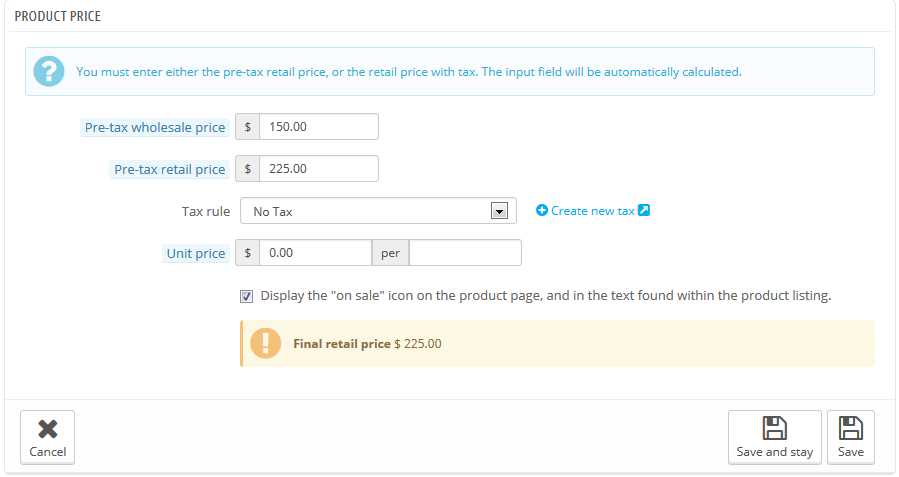 PRODUCT PRICE
? You must enter either the pre-tax retail price, or the retail price with tax. The input field will be automatically calculated.
Pre-tax wholesale price $ 150.00
Pre-tax retail price $ 225.00
Tax rule No Tax Create new tax
Unit price $ 0.00 per
Display the "on sale" icon on the product page, and in the text found within the product listing.
! Final retail price $ 225.00
Cancel Save and stay Save